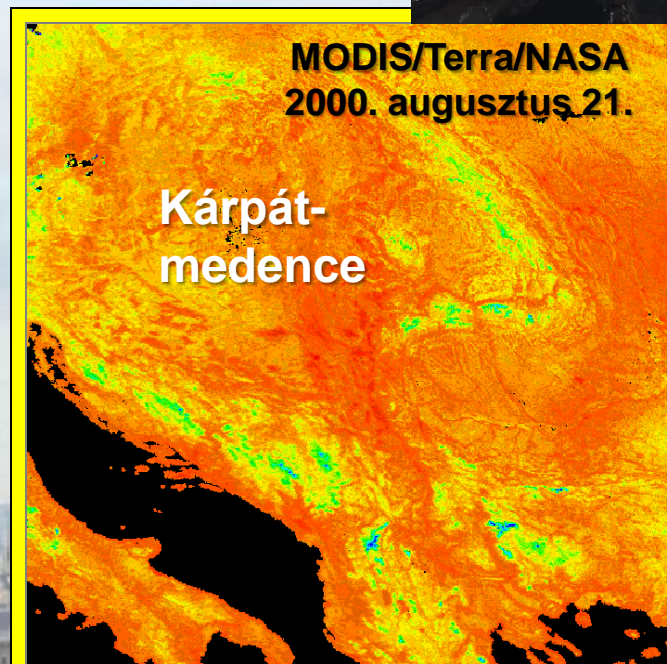 MODIS/Terra/NASA
2000. augusztus 21.
Kárpát-
medence